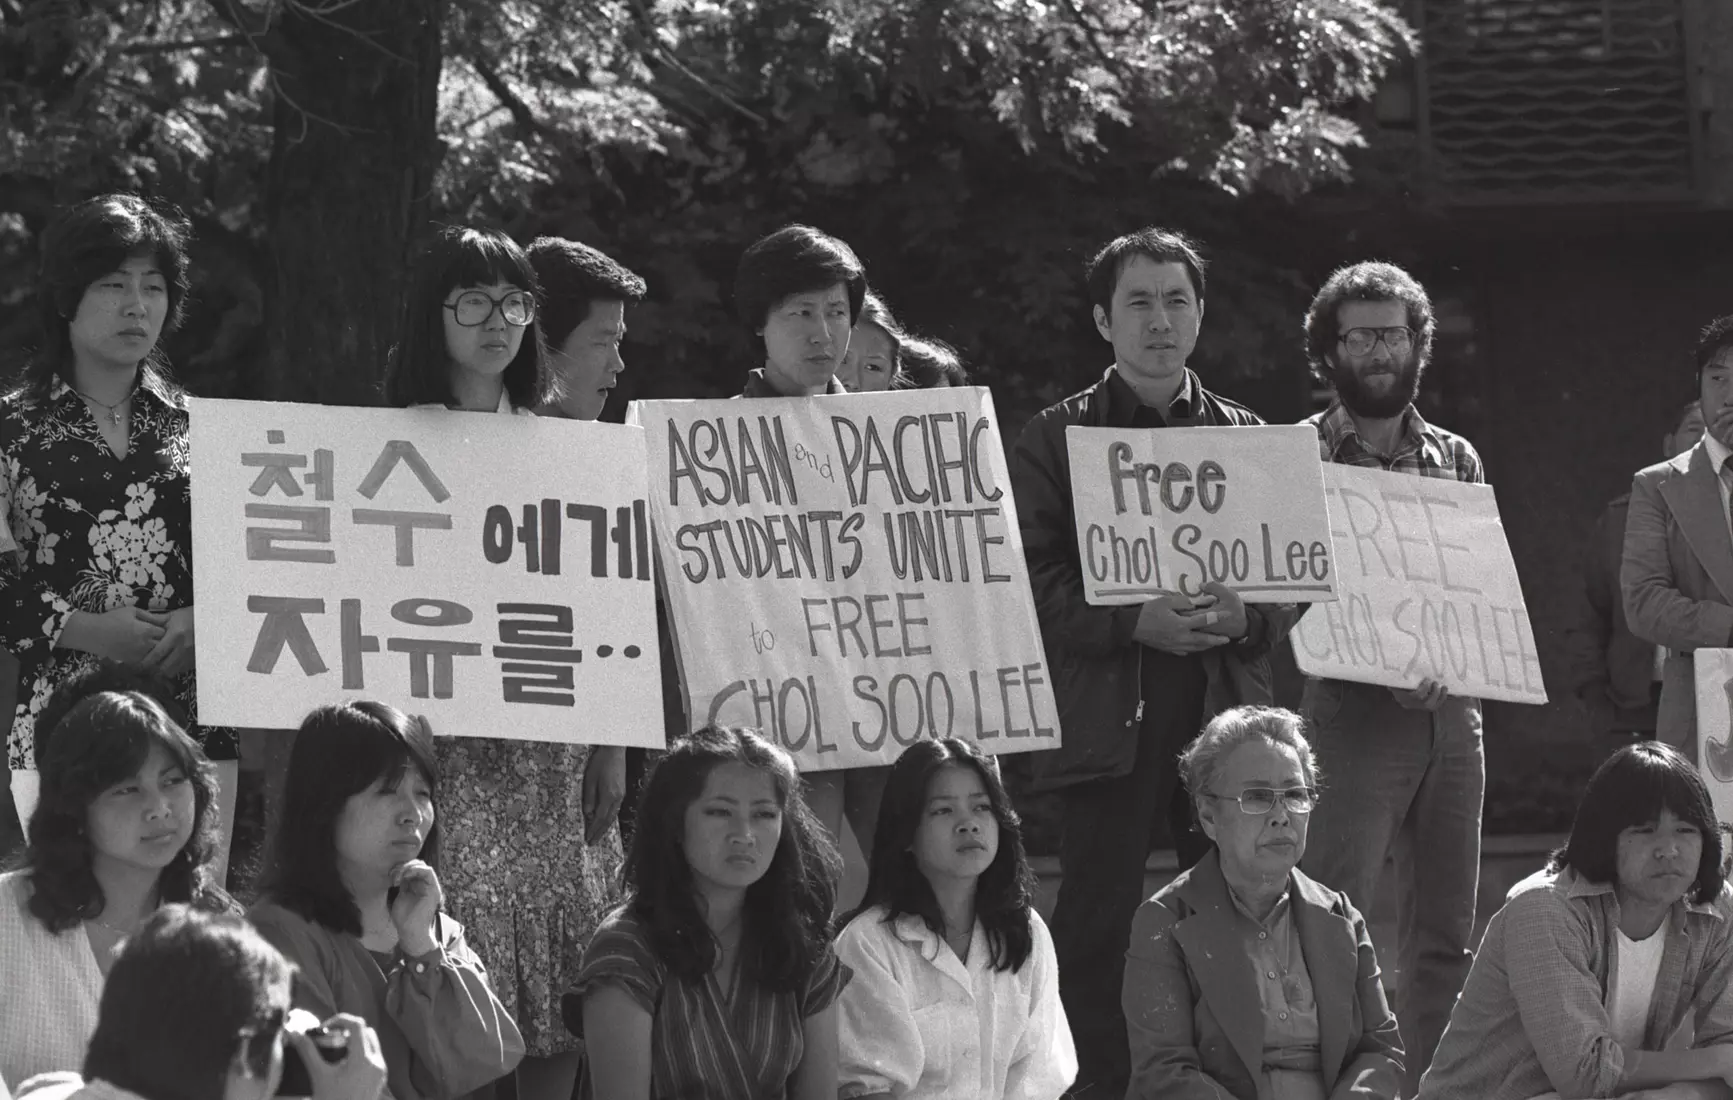 철수 에게
자유를..
ASIAN and PACIFIC
STUDENTS UNITE
to FREE
CHOL SOO LEE
free
Chol Soo Lee
FREE
CHOL SOO LEE